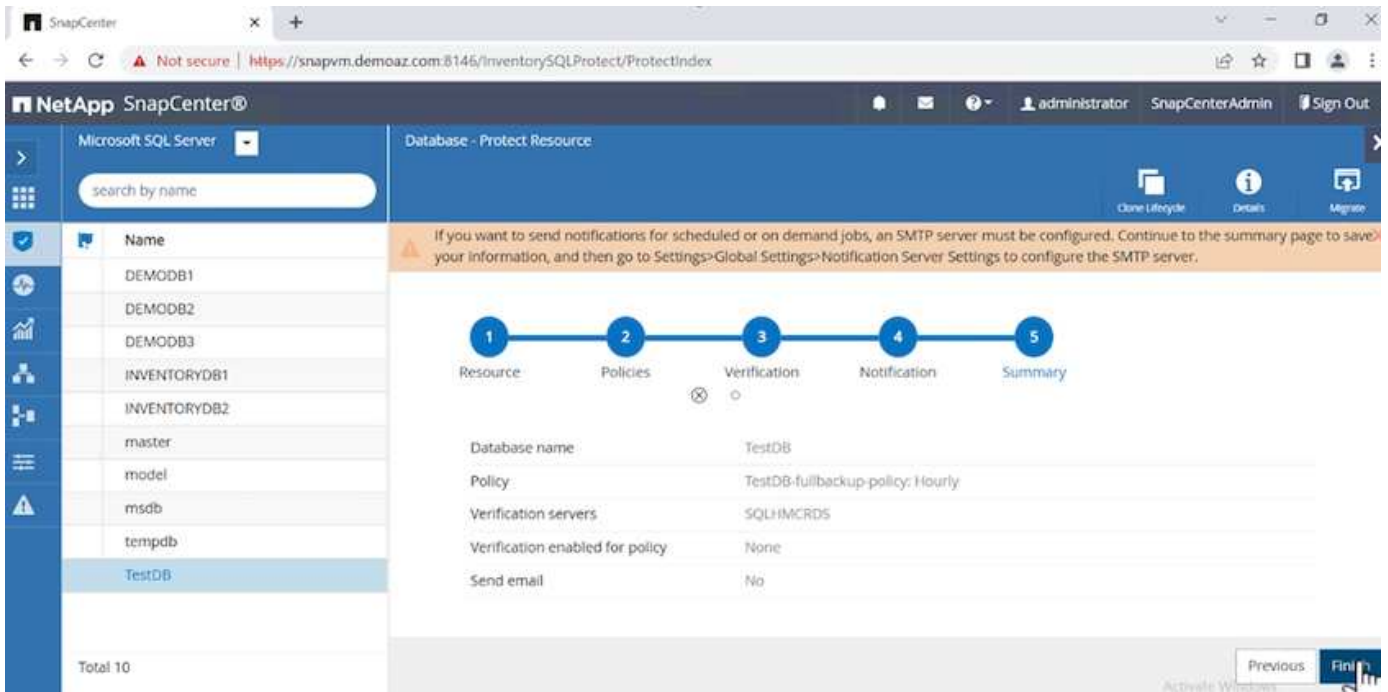 SnapCenter
Not secure | https://snapvm.demoaz.com:8146/InventorySQLProtect/ProtectIndex
NetApp SnapCenter®
administrator SnapCenterAdmin Sign Out
Microsoft SQL Server
Database - Protect Resource
search by name
Clone Lifecycle Details Migrate
If you want to send notifications for scheduled or on demand jobs, an SMTP server must be configured. Continue to the summary page to save
your information, and then go to Settings>Global Settings>Notification Server Settings to configure the SMTP server.
Name
DEMODB1
DEMODB2
DEMODB3
INVENTORYDB1
INVENTORYDB2
master
model
msdb
tempdb
TestDB
Total 10
1 2 3 4 5
Resource Policies Verification Notification Summary
Database name TestDB
Policy TestDB-fullbackup-policy: Hourly
Verification servers SQLHMCRDS
Verification enabled for policy None
Send email No
Previous Finish
Activate Windows